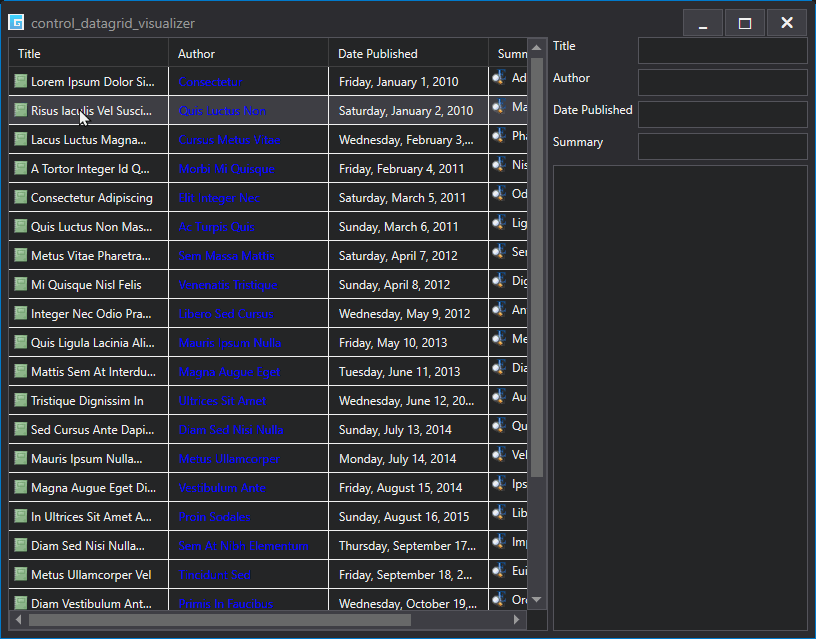 control_datagrid_visualizer
Title Author Date Published Summ
Title
Lorem Ipsum Dolor Si... Consectetur Friday, January 1, 2010 Ad
Author
Risus Iaculis Vel Susci... Quis Luctus Non Saturday, January 2, 2010 Ma
Date Published
Lacus Luctus Magna... Luctus Metus Vitae Wednesday, February 3,... Pha
Summary
A Tortor Integer Id Q... Morbi Mi Quisque Friday, February 4, 2011 Nis
Consectetur Adipiscing Elit Integer Nec Saturday, March 5, 2011 Od
Quis Luctus Non Mas... Ac Turpis Quis Sunday, March 6, 2011 Lig
Metus Vitae Pharetra... Sem Massa Mattis Saturday, April 7, 2012 Ser
Mi Quisque Nisl Felis Venenatis Tristique Sunday, April 8, 2012 Dig
Integer Nec Odio Pra... Libero Sed Cursus Wednesday, May 9, 2012 An
Quis Ligula Lacinia Ali... Mauris Ipsum Nulla Friday, May 10, 2013 Me
Mattis Sem At Interdu... Magna Augue Eget Tuesday, June 11, 2013 Dia
Tristique Dignissim In Ultrices Sit Amet Wednesday, June 12, 20... Au
Sed Cursus Ante Dapi... Diam Sed Nisi Nulla Sunday, July 13, 2014 Qu
Mauris Ipsum Nulla... Metus Ullamcorper Monday, July 14, 2014 Vel
Magna Augue Eget Di... Vestibulum Ante Friday, August 15, 2014 Ips
In Ultrices Sit Amet A... Proin Sodales Sunday, August 16, 2015 Lib
Diam Sed Nisi Nulla... Sem At Nibh Elementum Thursday, September 17... Imp
Metus Ullamcorper Vel Tincidunt Sed Friday, September 18, 2... Eui
Diam Vestibulum Ant... Primis In Faucibus Wednesday, October 19,... Orc